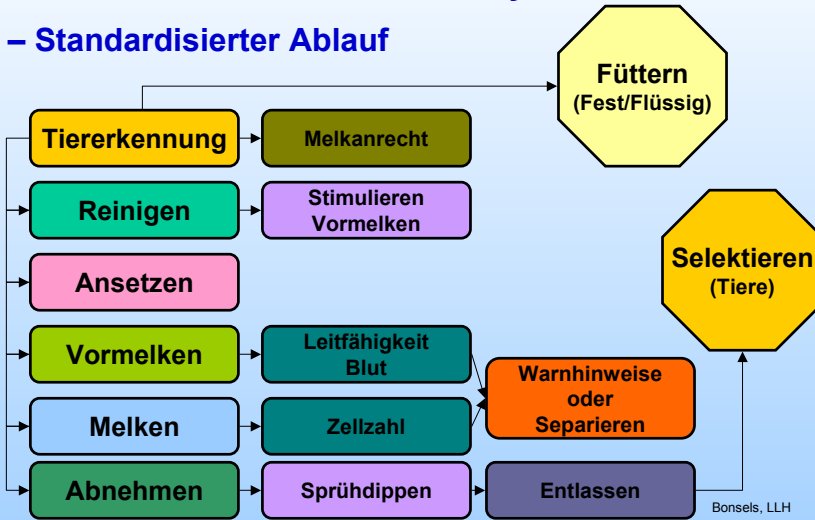 – Standardisierter Ablauf
Füttern
(Fest/Flüssig)
Tiererkennung
Melkanrecht
Reinigen
Stimulieren
Vormelken
Selektieren
(Tiere)
Ansetzen
Vormelken
Leitfähigkeit
Blut
Warnhinweise
oder
Separieren
Melken
Zellzahl
Abnehmen
Sprühdippen
Entlassen
Bonsels, LLH